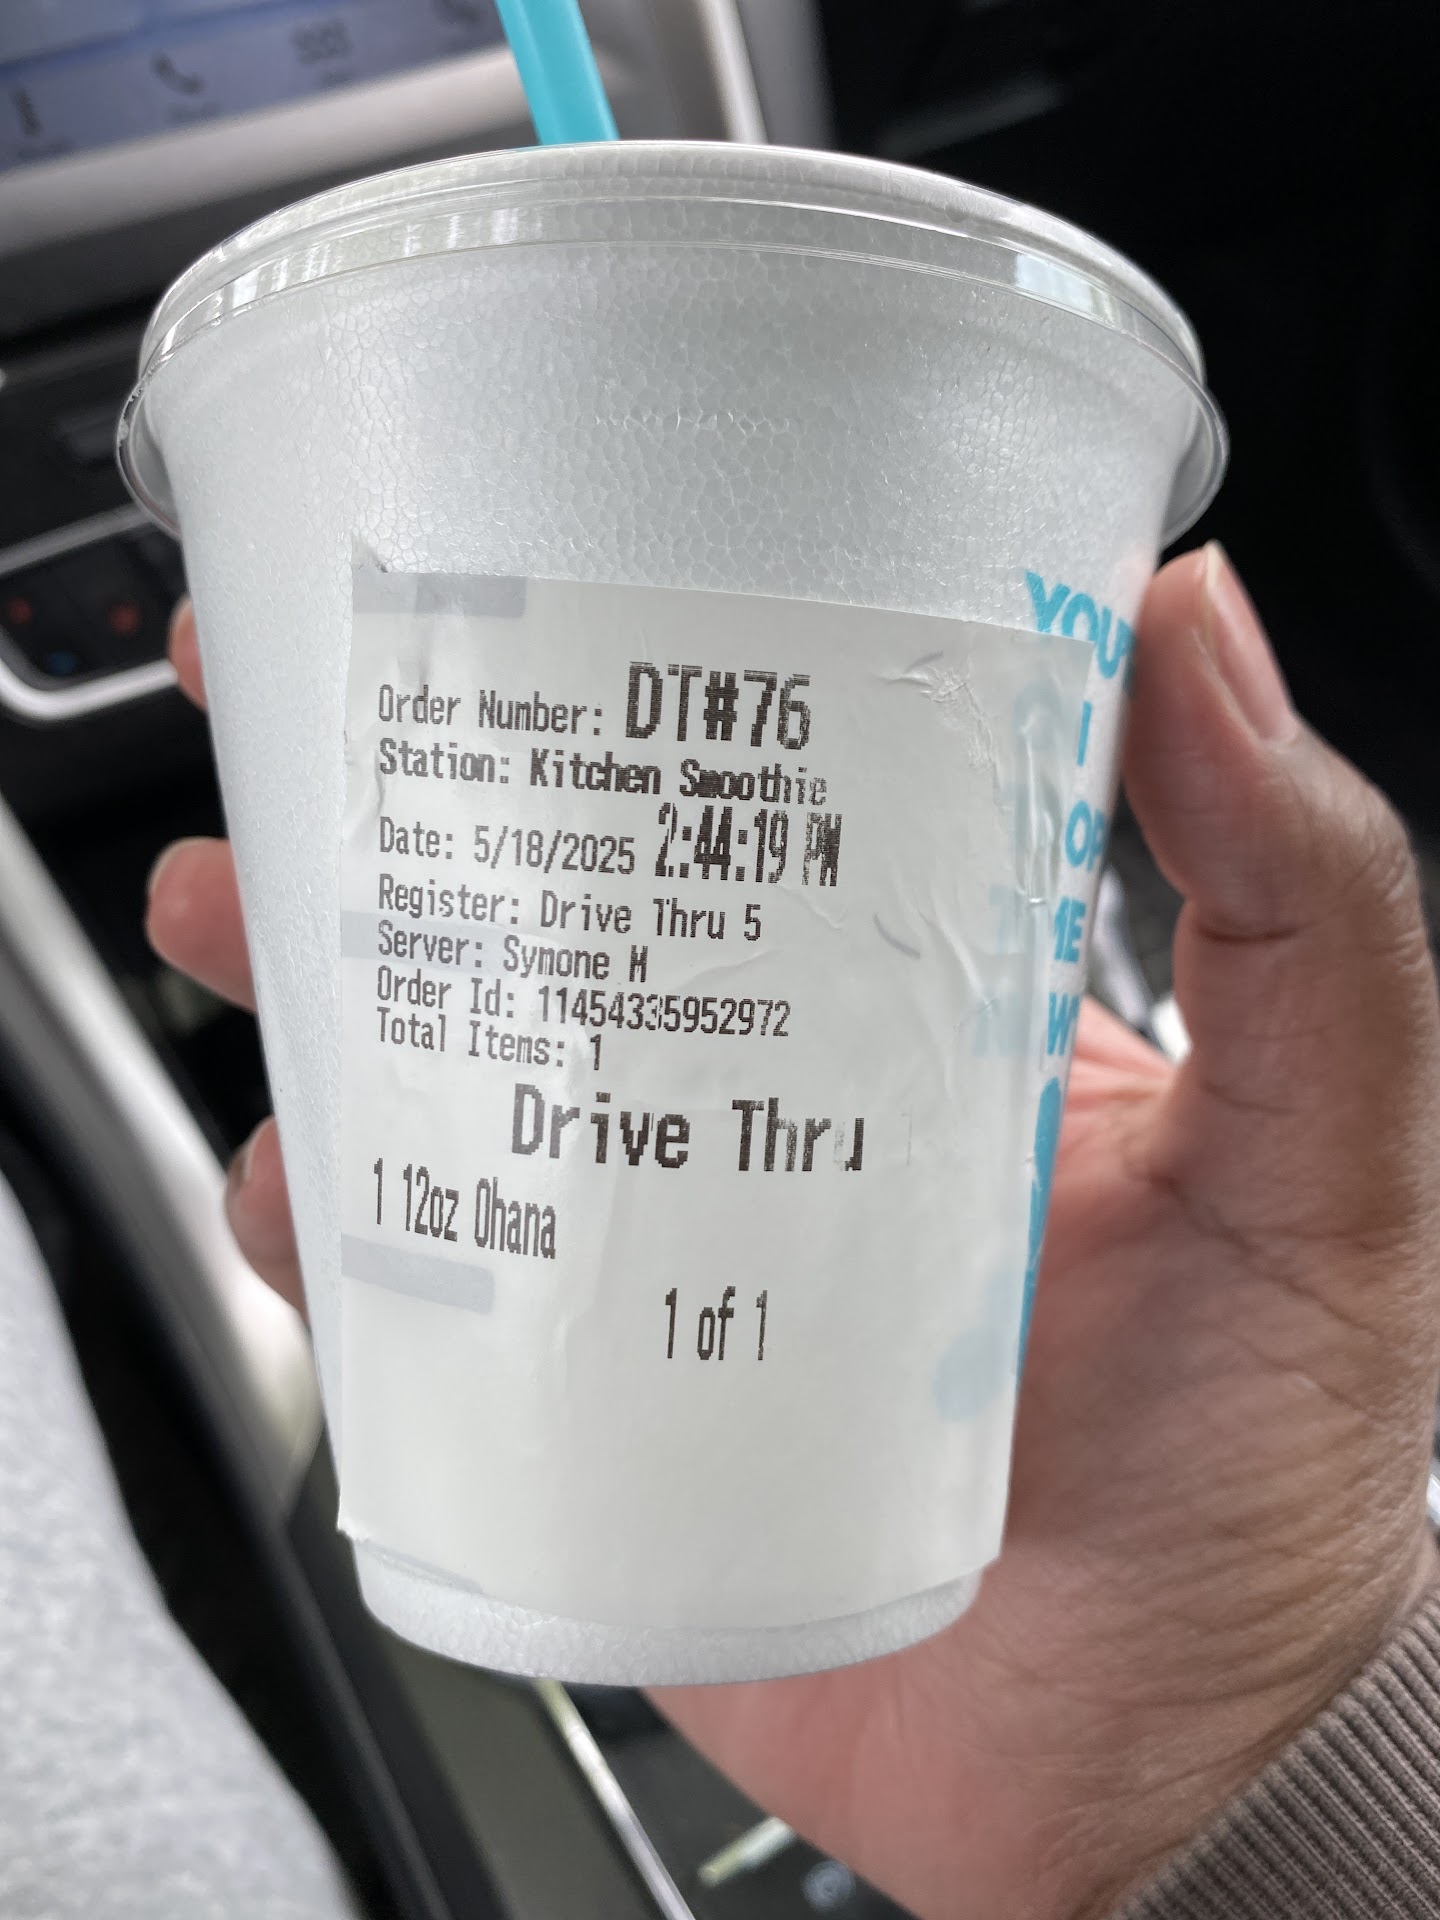 Order Number: DT#76
Station: Kitchen Smoothie
Date: 5/18/2025 2:44:19 PM
Register: Drive Thru 5
Server: Symone M
Order Id: 11454335952972
Total Items: 1
Drive Thru
1 12oz Ohana
1 of 1
I